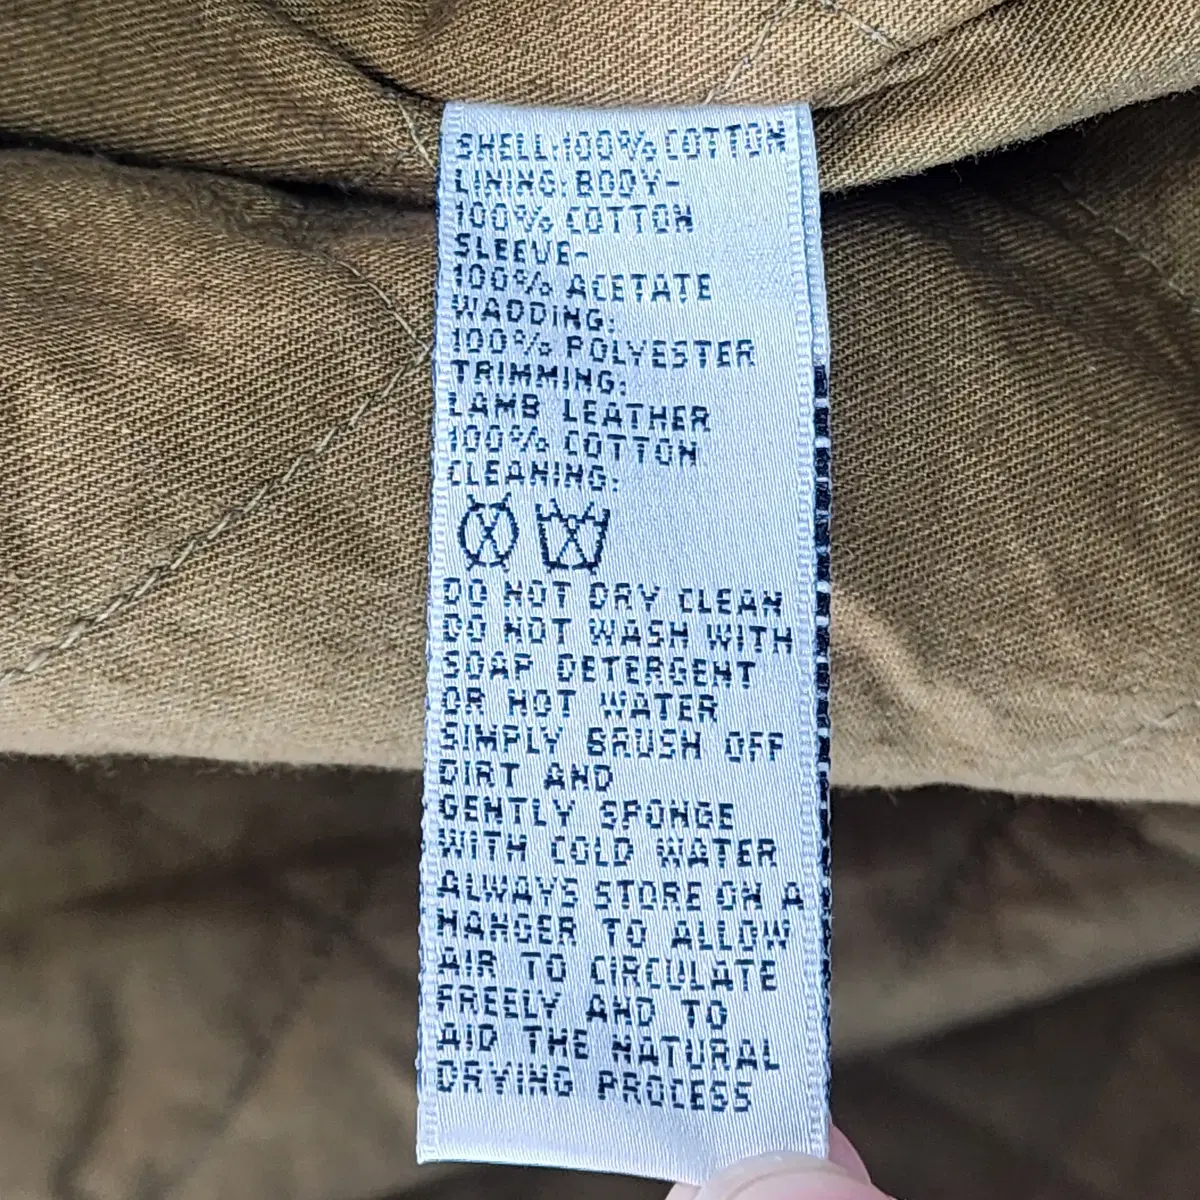 SHELL:100% COTTON
LINING:BODY-
100% COTTON
SLEEVE-
100% ACETATE
WADDING:
100% POLYESTER
TRIMMING:
LAMB LEATHER
100% COTTON
CLEANING:
DO NOT DRY CLEAN
DO NOT WASH WITH
SOAP DETERGENT
OR HOT WATER
SIMPLY BRUSH OFF
DIRT AND
GENTLY SPONGE
WITH COLD WATER
ALWAYS STORE ON A
HANGER TO ALLOW
AIR TO CIRCULATE
FREELY AND TO
AID THE NATURAL
DRYING PROCESS